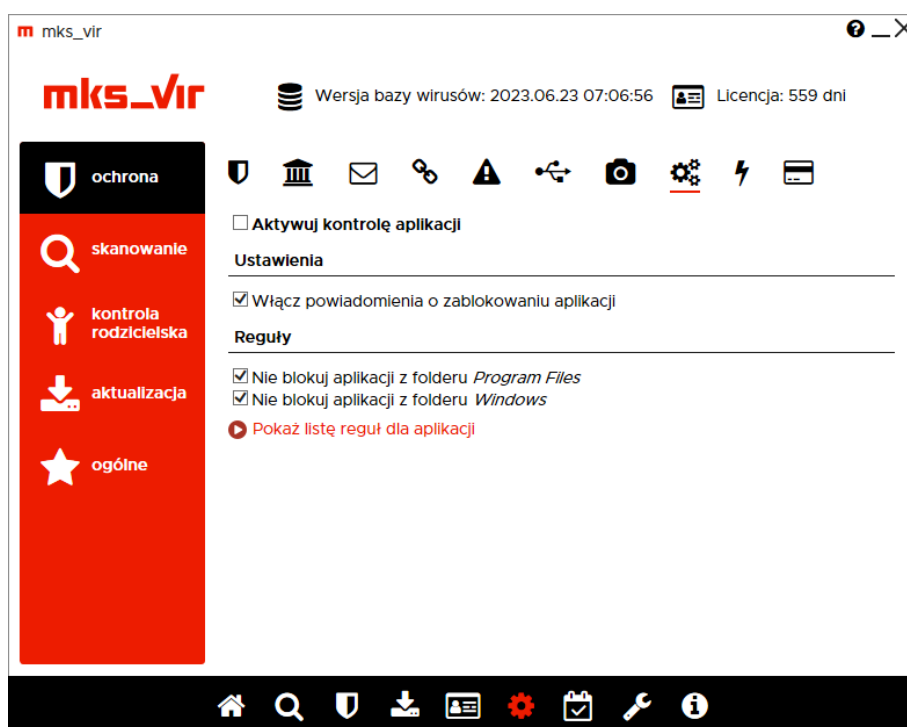 mks_vir
mks_vir
Wersja bazy wirusów: 2023.06.23 07:06:56
Licencja: 559 dni
ochrona
skanowanie
kontrola
rodzicielska
aktualizacja
ogólne
Aktywuj kontrolę aplikacji
Ustawienia
Włącz powiadomienia o zablokowaniu aplikacji
Reguły
Nie blokuj aplikacji z folderu Program Files
Nie blokuj aplikacji z folderu Windows
Pokaż listę reguł dla aplikacji